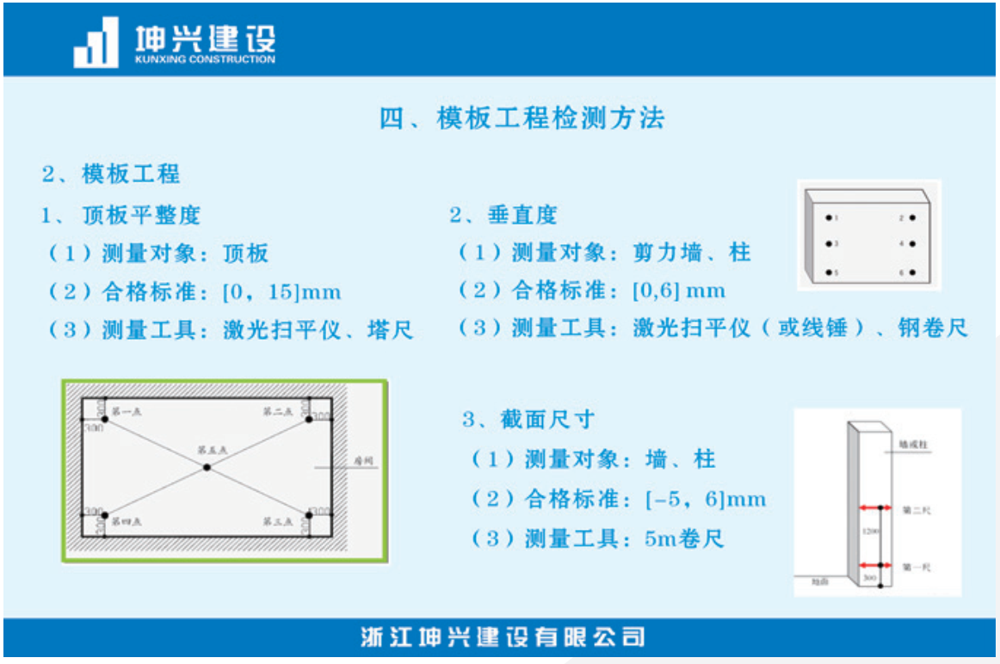 坤兴建设
KUNXING CONSTRUCTION
四、模板工程检测方法
2、模板工程
1、顶板平整度
（1）测量对象：顶板
（2）合格标准：[0，15]mm
（3）测量工具：激光扫平仪、塔尺
2、垂直度
（1）测量对象：剪力墙、柱
（2）合格标准：[0,6] mm
（3）测量工具：激光扫平仪（或线锤）、钢卷尺
1 2
3 4
5 6
300 第一点 第二点 300
300 300
第五点
房间
300 第四点 第三点 300
300 300
3、截面尺寸
（1）测量对象：墙、柱
（2）合格标准：[-5，6]mm
（3）测量工具：5m卷尺
墙或柱
第二尺
1200
第一尺
300
地面
浙江坤兴建设有限公司